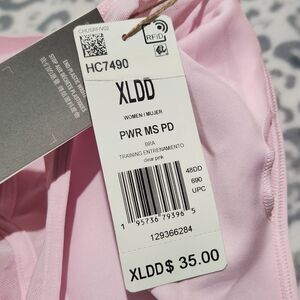 RFID
HC7490
XLDD
WOMEN / MUJER
PWR MS PD
BRA
TRAINING ENTRENAMIENTO
clear pink
48DD
690
UPC
1 95736 79396 5
129366284
XLDD$ 35.00